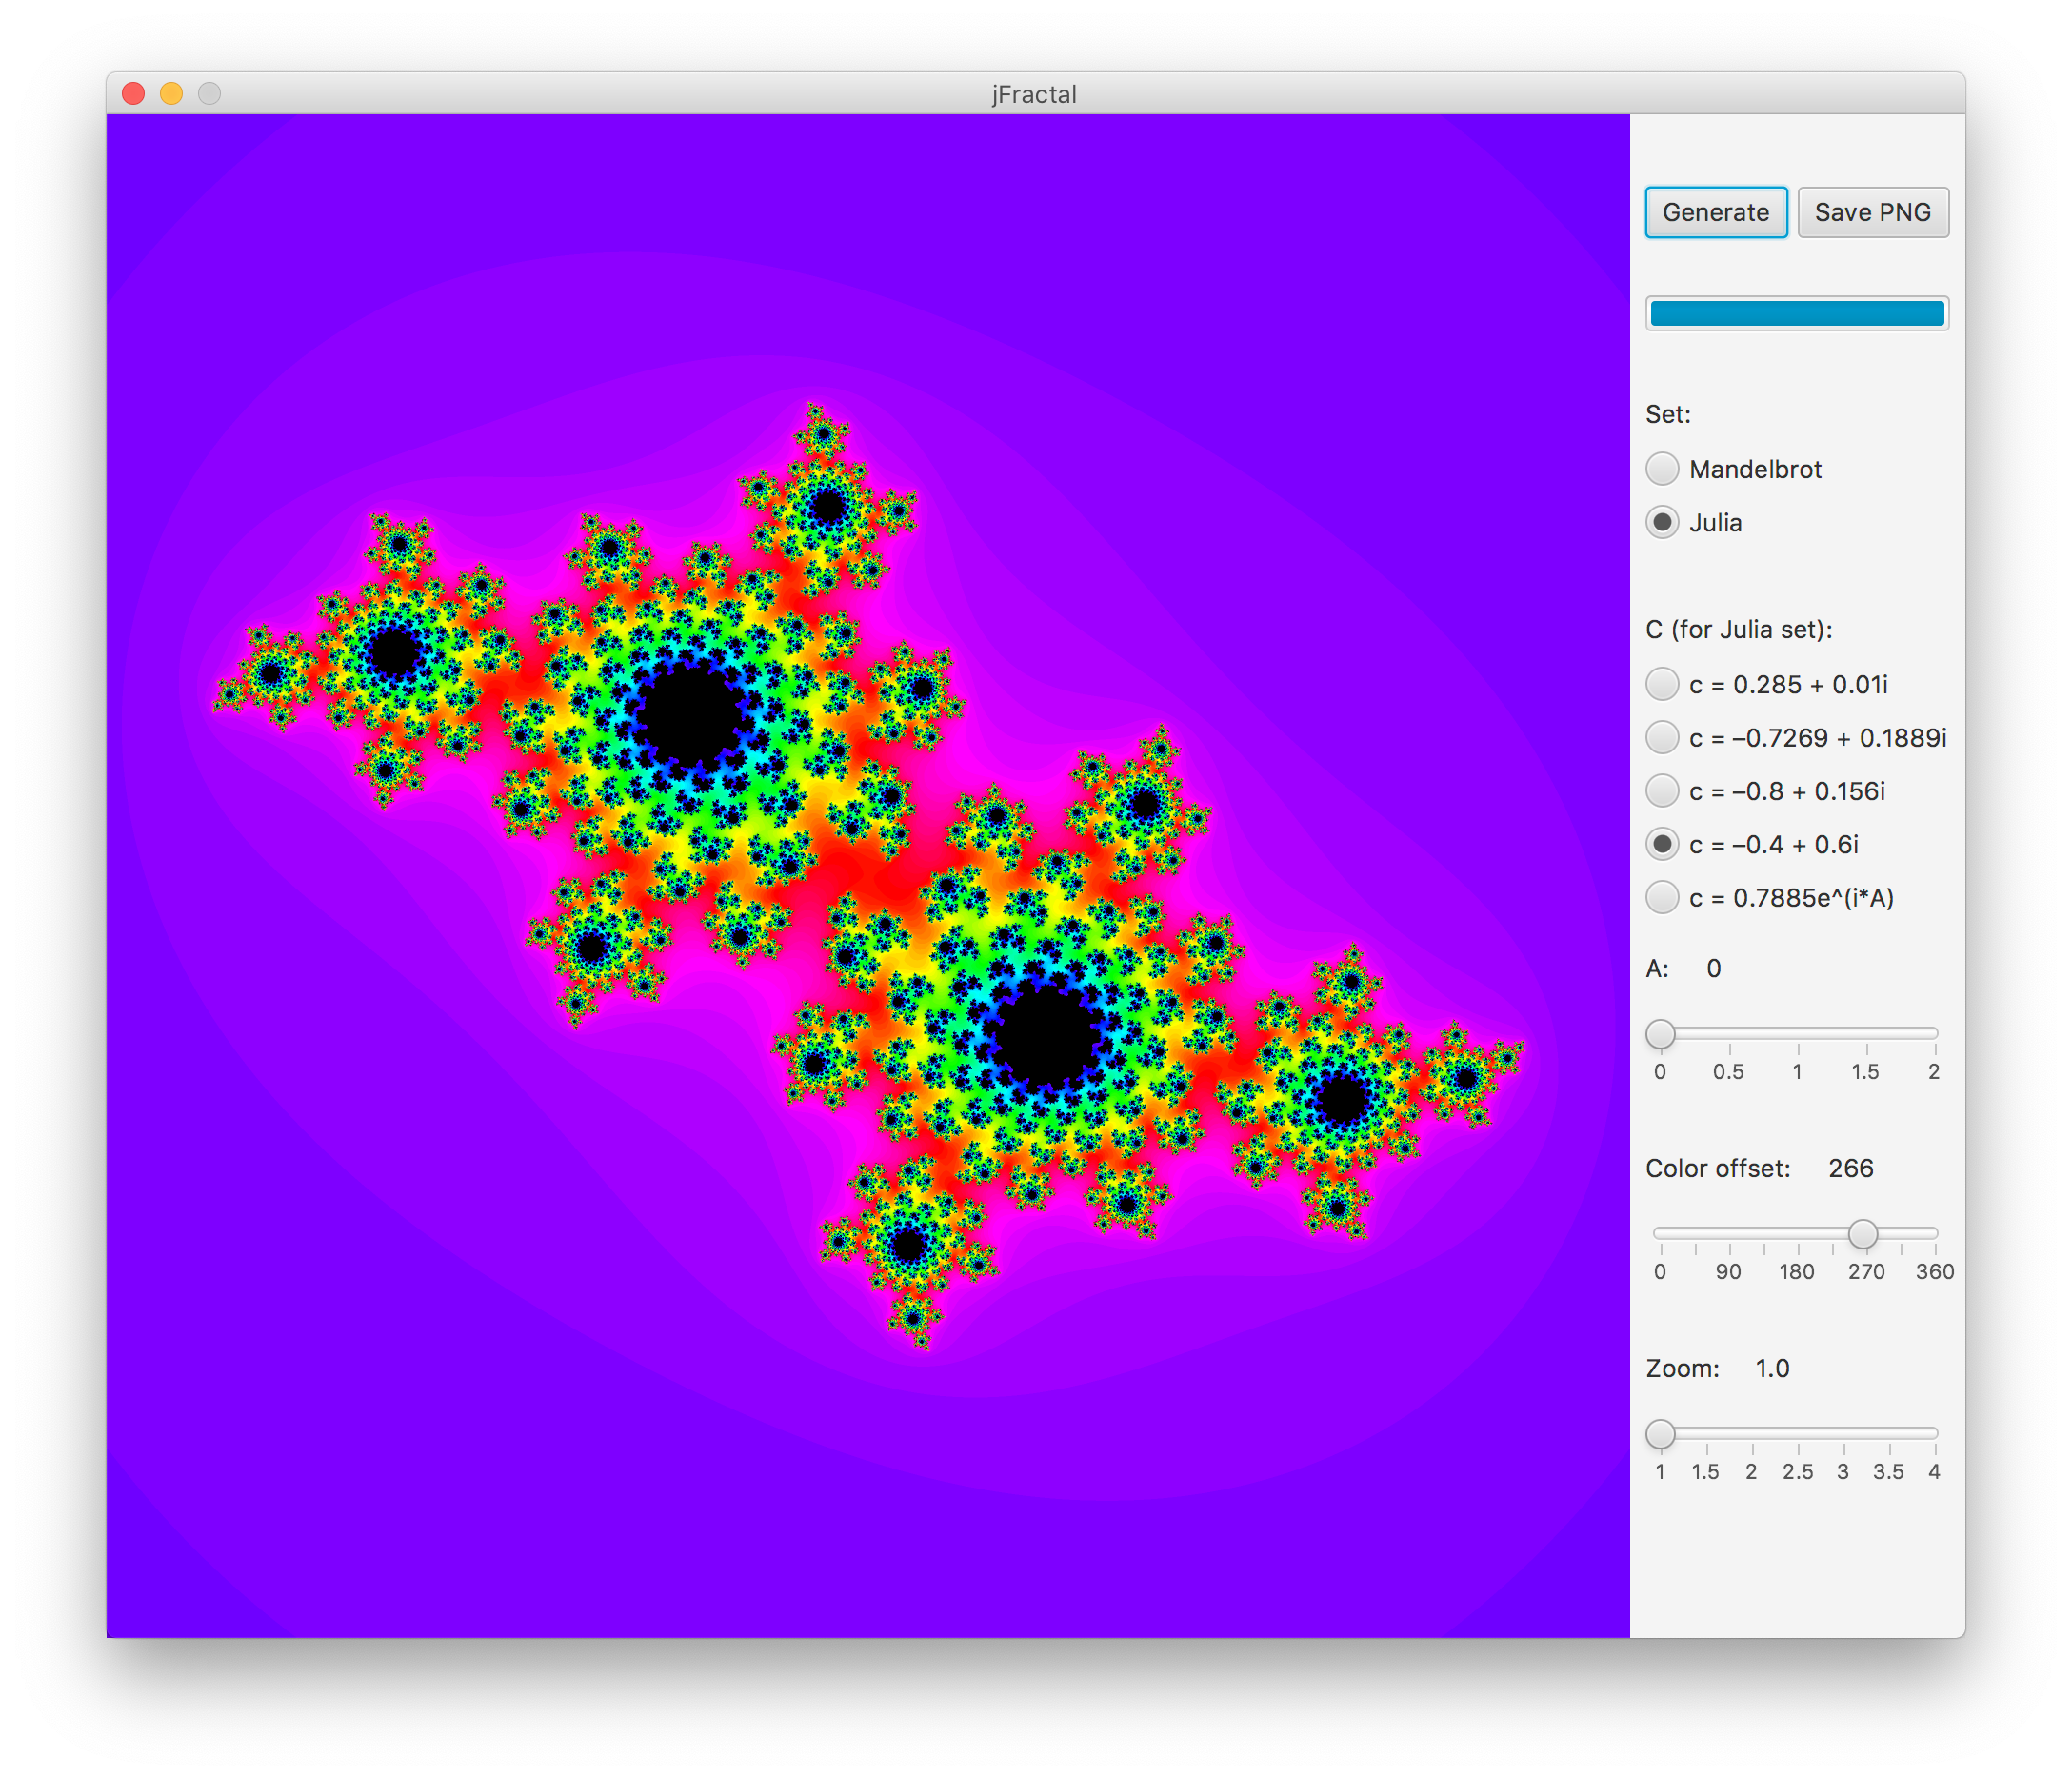 jFractal
Generate Save PNG
Set:
Mandelbrot
Julia
C (for Julia set):
c = 0.285 + 0.01i
c = –0.7269 + 0.1889i
c = –0.8 + 0.156i
c = –0.4 + 0.6i
c = 0.7885e^(i*A)
A: 0
0 0.5 1 1.5 2
Color offset: 266
0 90 180 270 360
Zoom: 1.0
1 1.5 2 2.5 3 3.5 4